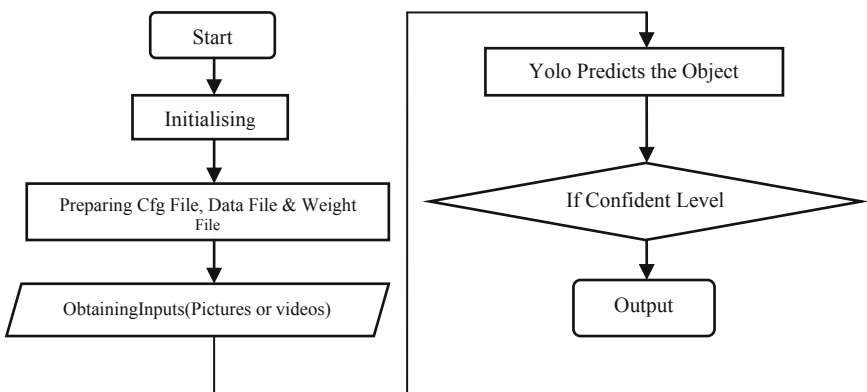 Start
Initialising
Preparing Cfg File, Data File & Weight
File
ObtainingInputs(Pictures or videos)
Yolo Predicts the Object
If Confident Level
Output